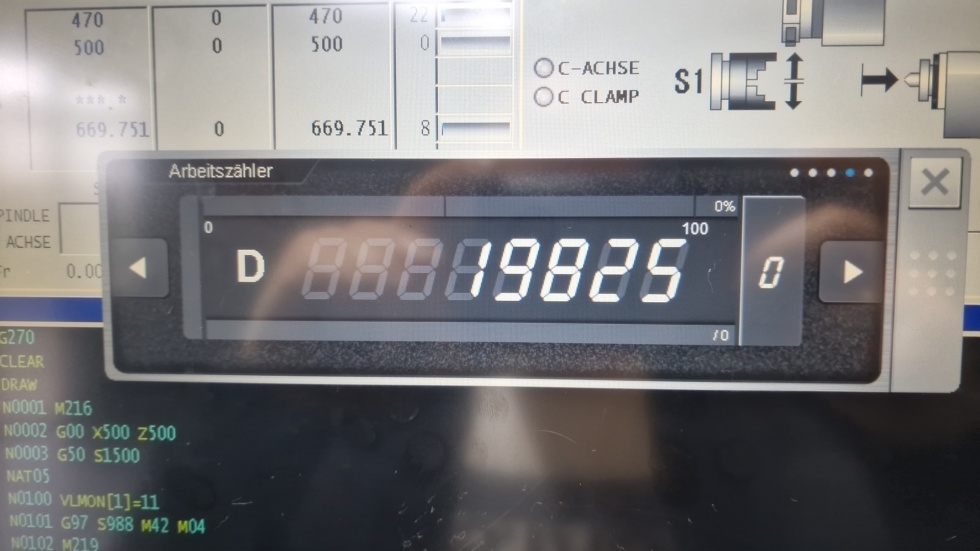 470 0 470 22
500 0 500 0
C-ACHSE
S1
***.*
C CLAMP
669.751 0 669.751 8
Arbeitszähler
0%
PINDLE
0 100
ACHSE
D 19825 0
0.00
/0
G270
CLEAR
DRAW
N0001 M216
N0002 G00 X500 Z500
N0003 G50 S1500
NAT05
N0100 VLMON[1]=11
N0101 G97 S988 M42 M04
N0102 M219